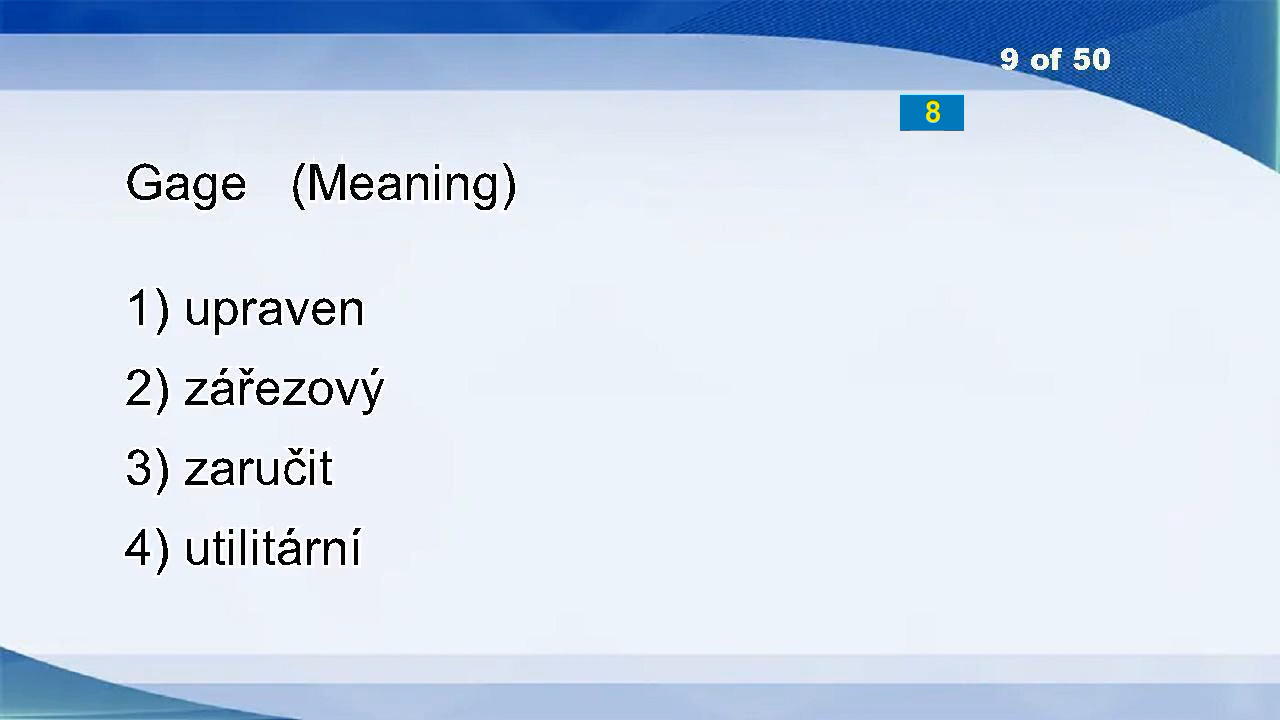 9 of 50
8
Gage (Meaning)
1) upraven
2) zářezový
3) zaručit
4) utilitární